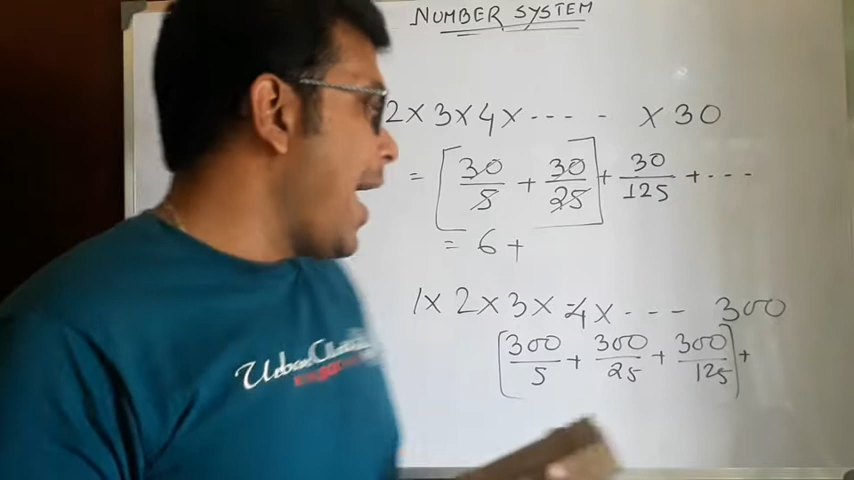 NUMBER SYSTEM
2 x 3 x 4 x ---- - x 30
= [30/5 + 30/25] + 30/125 + ----
= 6 +
1 x 2 x 3 x 4 x ---- 300
[300/5 + 300/25 + 300/125] +
Urban